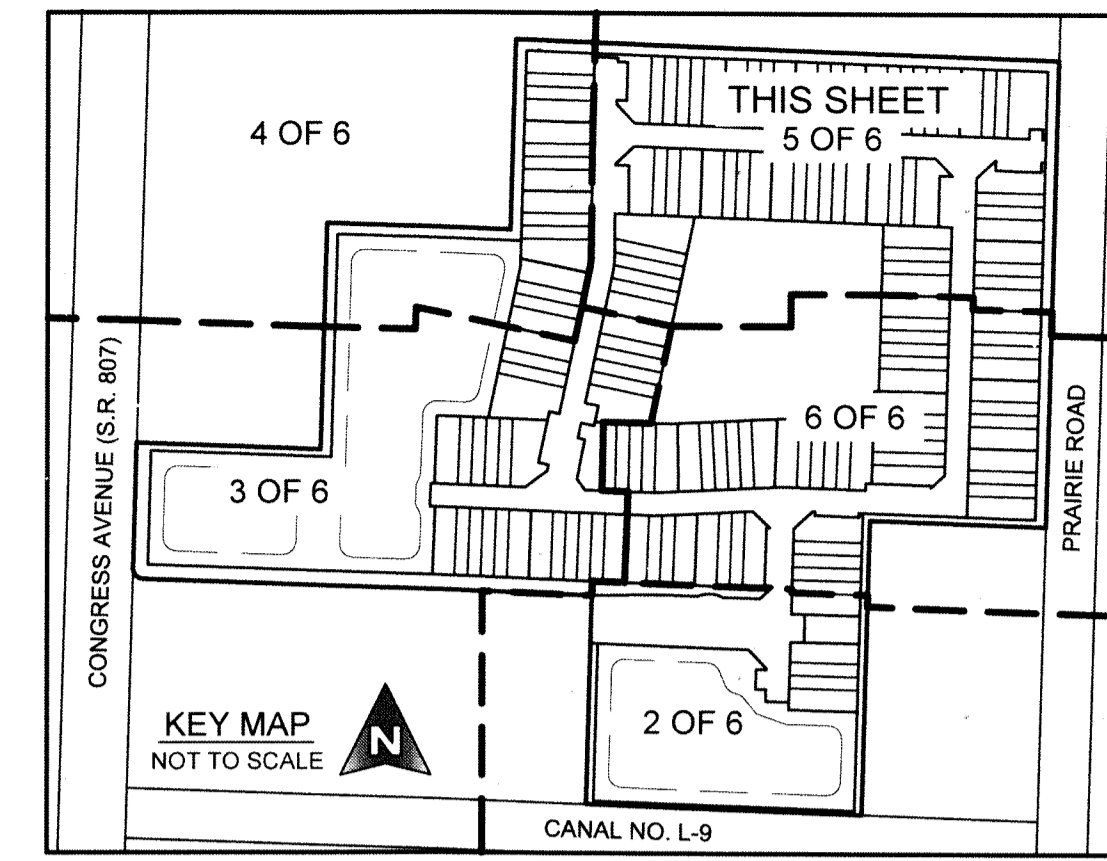 THIS SHEET
5 OF 6
4 OF 6
CONGRESS AVENUE (S.R. 807)
PRAIRIE ROAD
6 OF 6
3 OF 6
2 OF 6
KEY MAP
NOT TO SCALE
N
CANAL NO. L-9